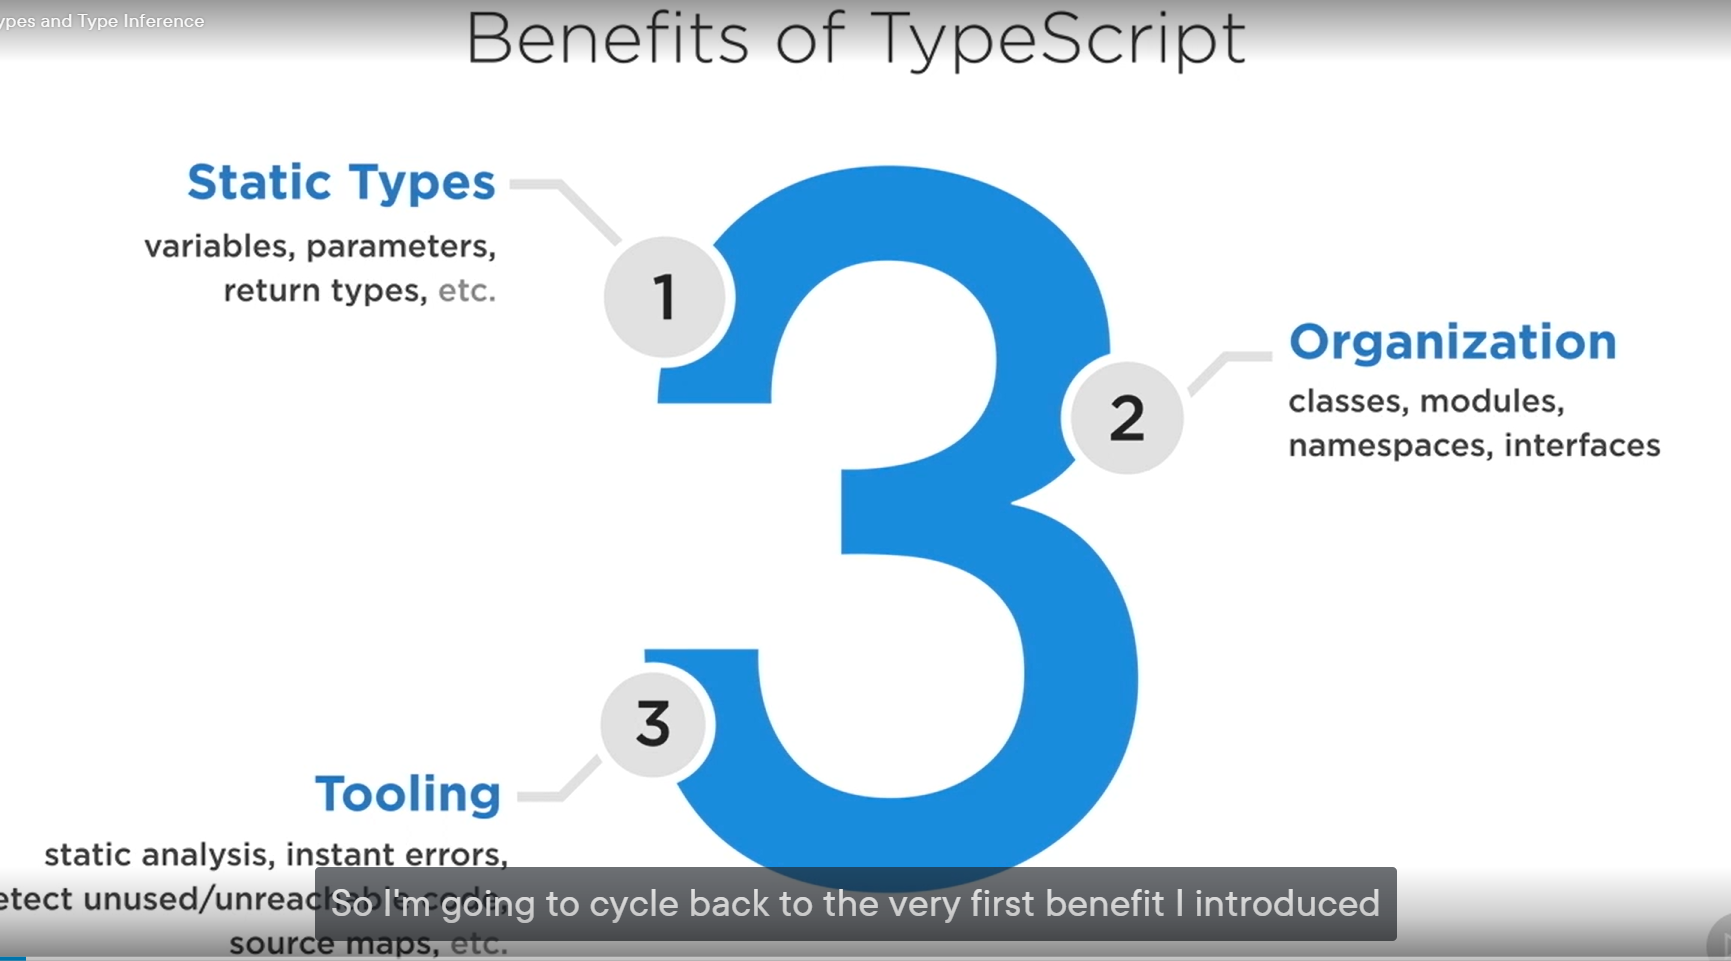 ypes and Type Inference
Benefits of TypeScript
Static Types
variables, parameters,
return types, etc.
1
2
Organization
classes, modules,
namespaces, interfaces
3
Tooling
static analysis, instant errors,
etect unused/unreachable code,
source maps, etc.
So I'm going to cycle back to the very first benefit I introduced